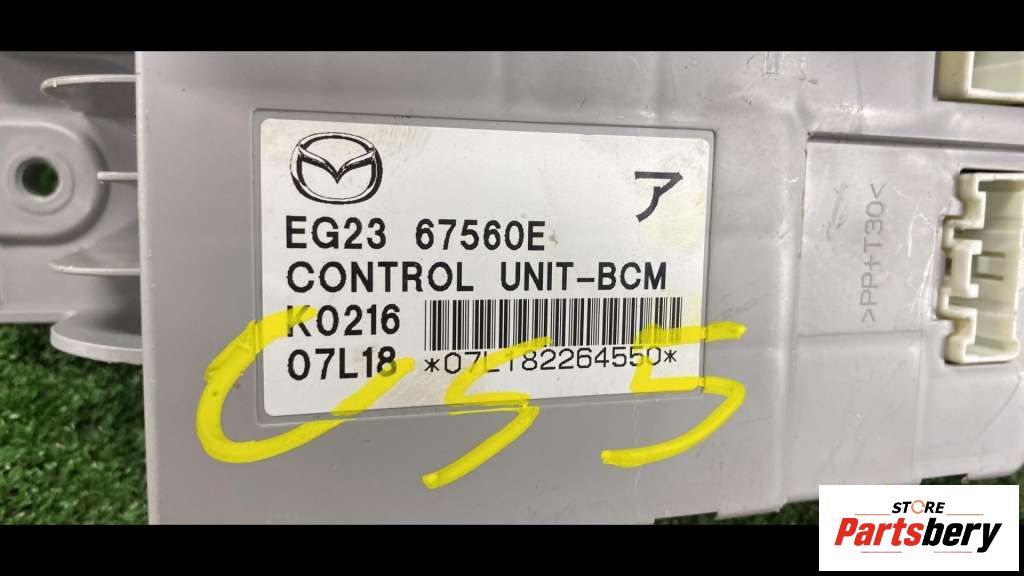 ア
EG23 67560E
CONTROL UNIT-BCM
K0216
07L18 *07L182264550*
>PP+T30<
C55
STORE
Partsbery